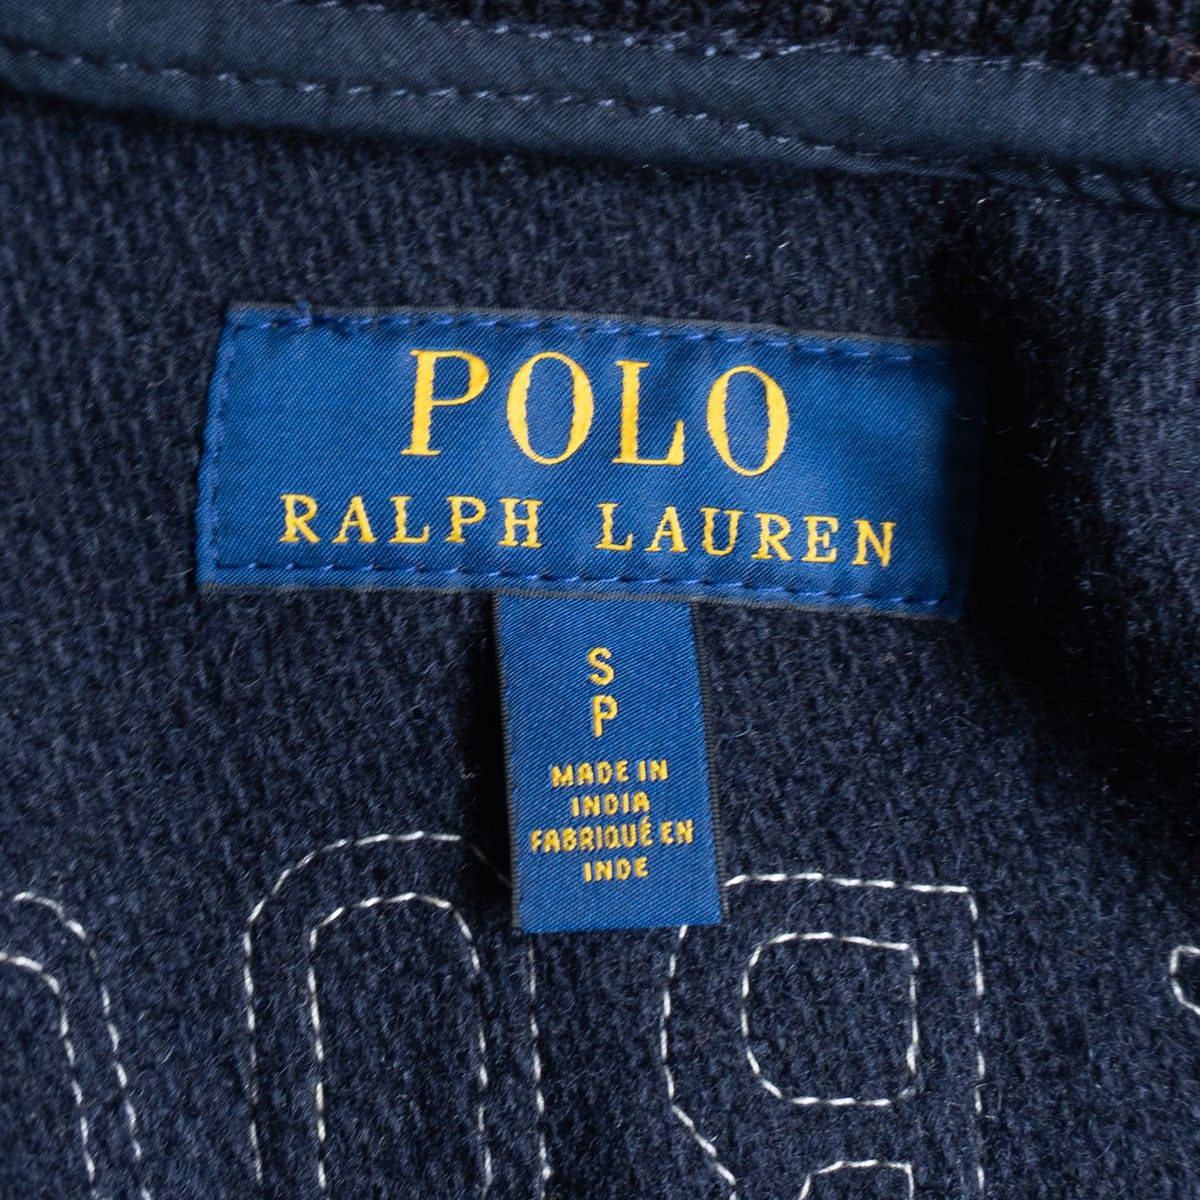 POLO
RALPH LAUREN
S
P
MADE IN
INDIA
FABRIQUÉ EN
INDE